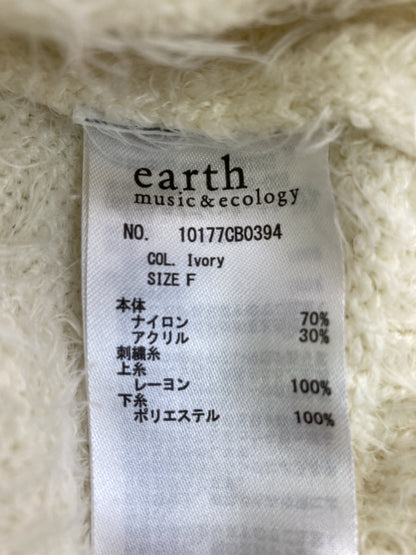 earth
music&ecology
NO. 10177CB0394
COL. Ivory
SIZE F
本体
ナイロン 70%
アクリル 30%
刺繍糸
上糸
レーヨン 100%
下糸
ポリエステル 100%